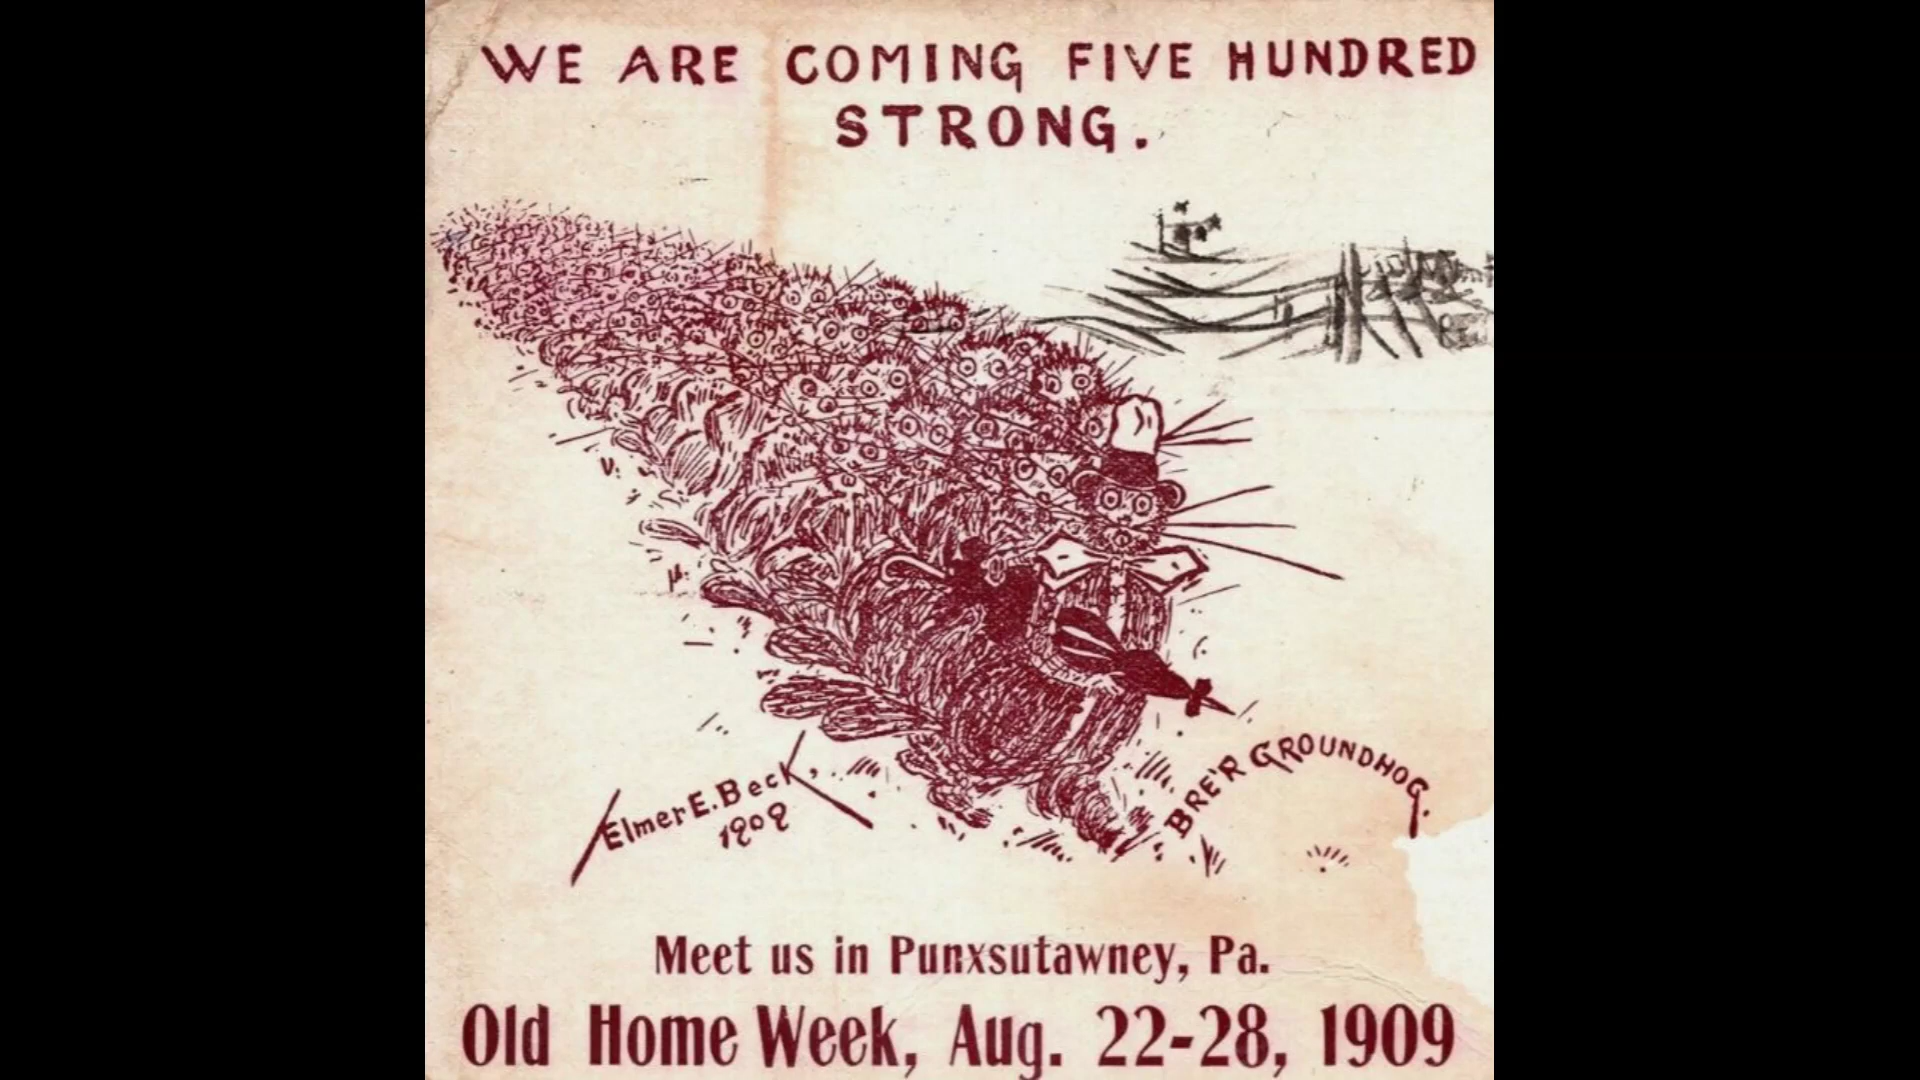 WE ARE COMING FIVE HUNDRED
STRONG.
Elmer E. Beck,
1909
BRE'R GROUNDHOG.
Meet us in Punxsutawney, Pa.
Old Home Week, Aug. 22-28, 1909